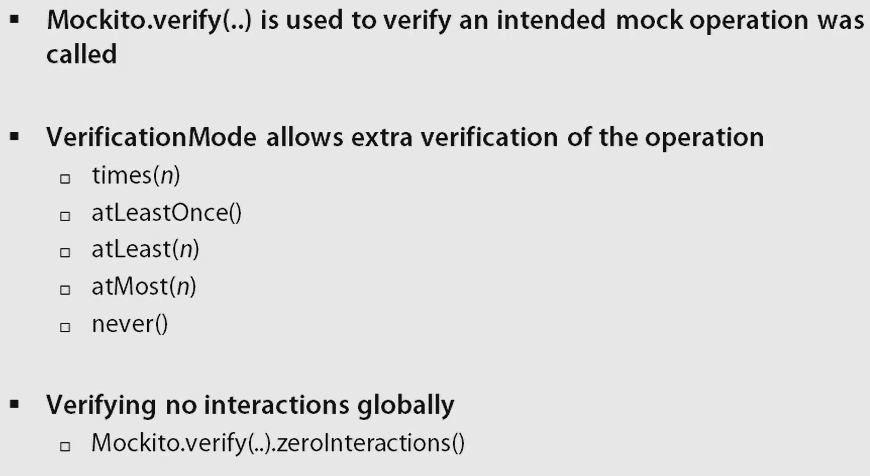 ▪ Mockito.verify(..) is used to verify an intended mock operation was
called
▪ VerificationMode allows extra verification of the operation
▫ times(n)
▫ atLeastOnce()
▫ atLeast(n)
▫ atMost(n)
▫ never()
▪ Verifying no interactions globally
▫ Mockito.verify(..).zeroInteractions()